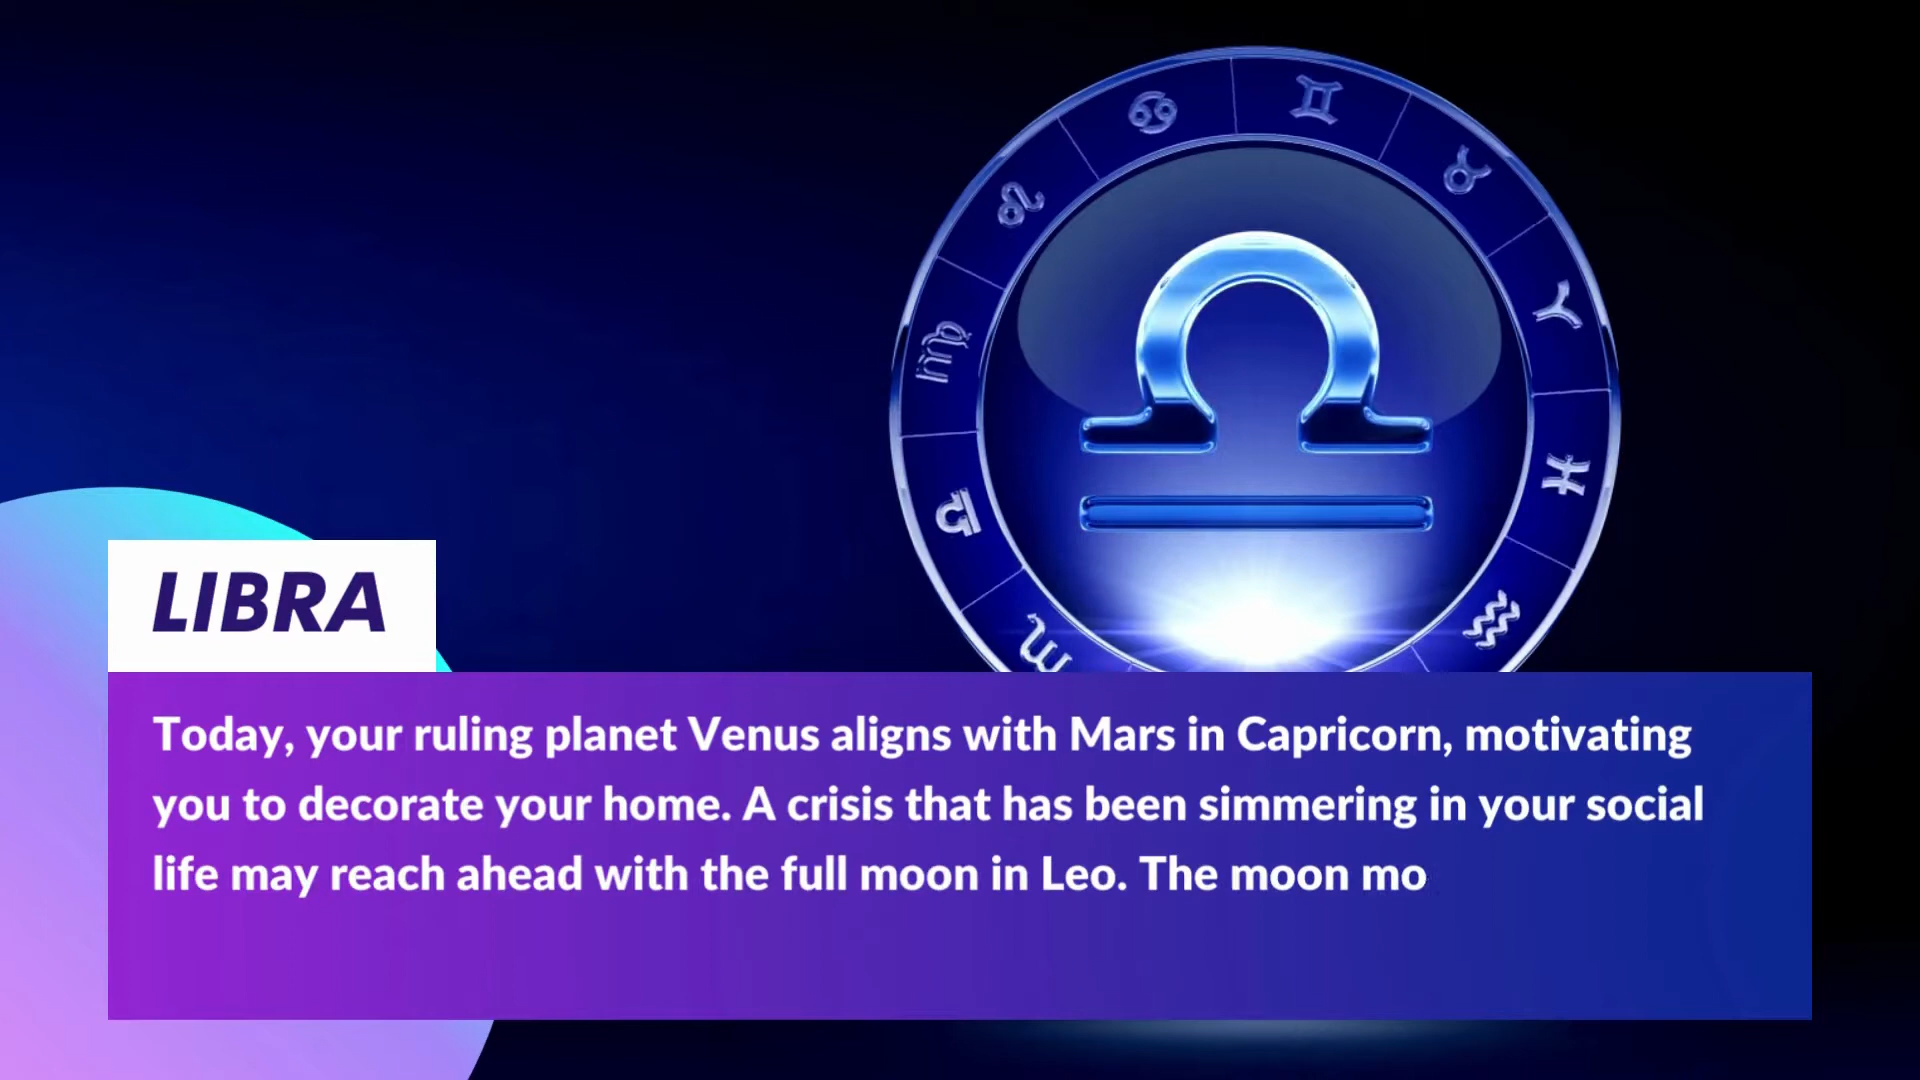 LIBRA
Today, your ruling planet Venus aligns with Mars in Capricorn, motivating
you to decorate your home. A crisis that has been simmering in your social
life may reach ahead with the full moon in Leo. The moon mo